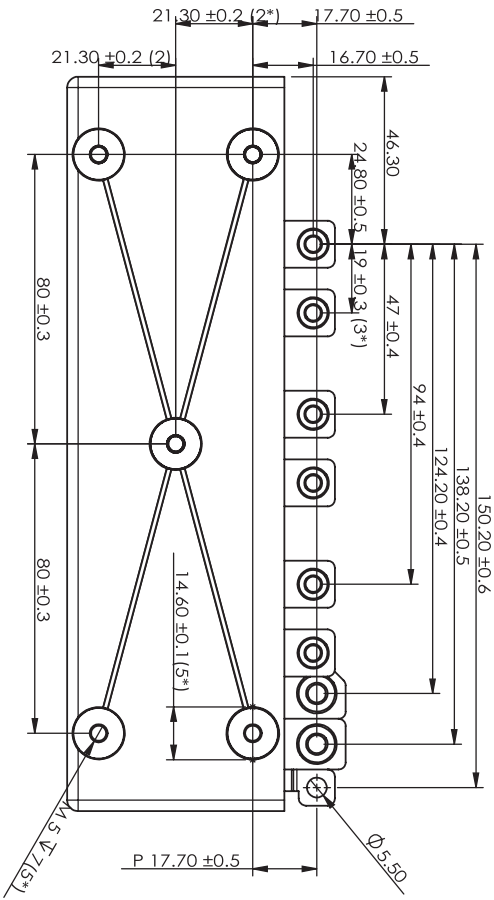 21.30 ±0.2 (2*)
17.70 ±0.5
21.30 ±0.2 (2)
16.70 ±0.5
46.30
24.80 ±0.5
19 ±0.3 (3*)
47 ±0.4
94 ±0.4
124.20 ±0.4
138.20 ±0.5
150.20 ±0.6
80 ±0.3
80 ±0.3
14.60 ±0.1(5*)
M 5 ↧ 7(5*)
P 17.70 ±0.5
Ø5.50